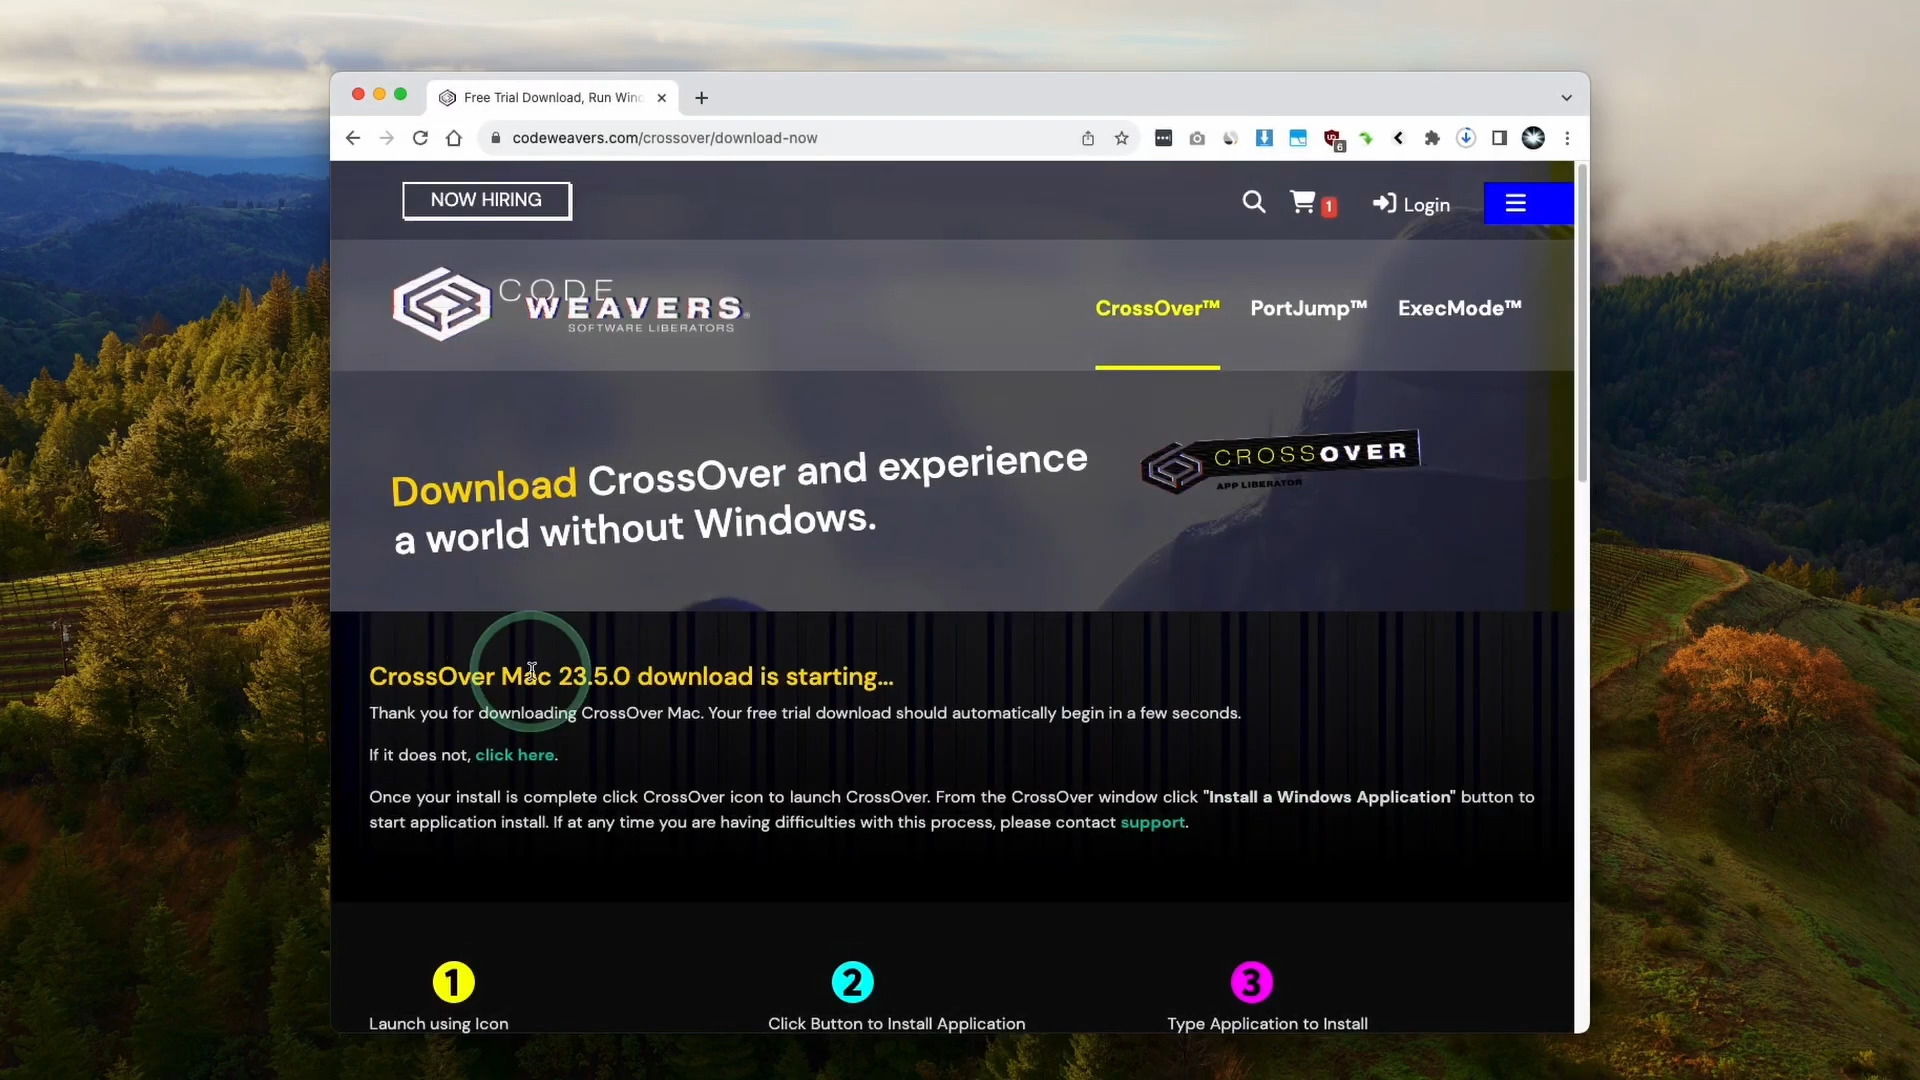 Free Trial Download, Run Winc
codeweavers.com/crossover/download-now
6
NOW HIRING
1
Login
CODE
WEAVERS
SOFTWARE LIBERATORS
CrossOver™
PortJump™
ExecMode™
Download CrossOver and experience
a world without Windows.
CROSSOVER
APP LIBERATOR
CrossOver Mac 23.5.0 download is starting...
Thank you for downloading CrossOver Mac. Your free trial download should automatically begin in a few seconds.
If it does not, click here.
Once your install is complete click CrossOver icon to launch CrossOver. From the CrossOver window click "Install a Windows Application" button to
start application install. If at any time you are having difficulties with this process, please contact support.
1
2
3
Launch using Icon
Click Button to Install Application
Type Application to Install